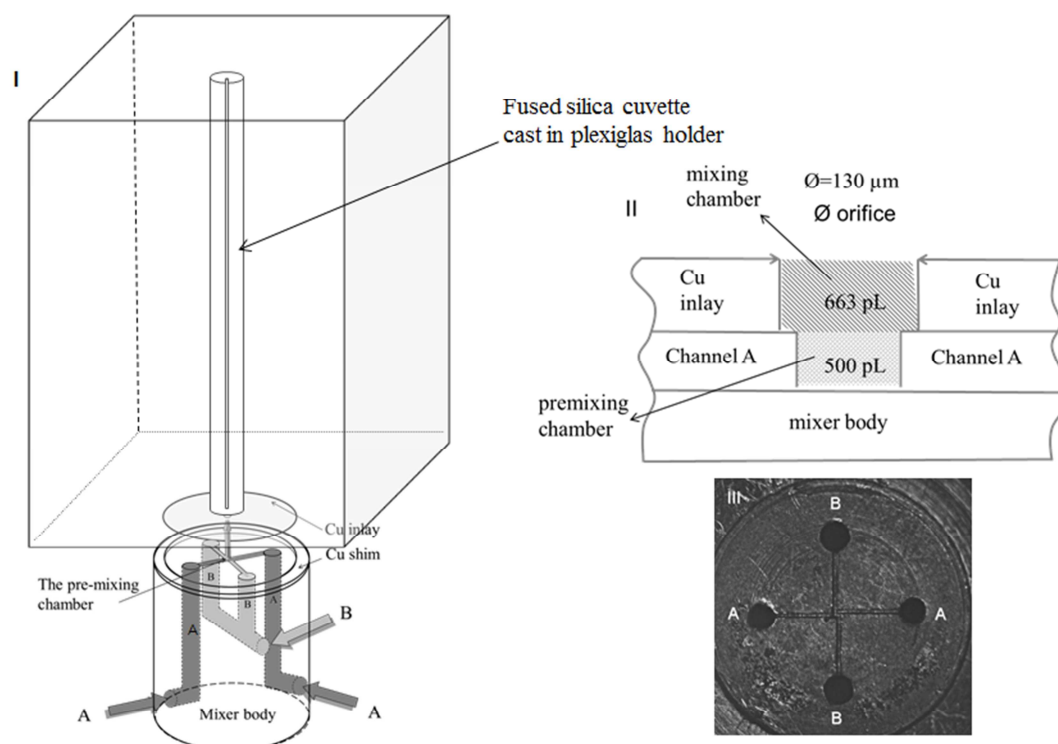 I
Fused silica cuvette
cast in plexiglas holder
Cu inlay
Cu shim
The pre-mixing
chamber
B
B
A
A
B
A
A
Mixer body
II
mixing
chamber
Ø=130 µm
Ø orifice
Cu
inlay
663 pL
Cu
inlay
Channel A
500 pL
Channel A
premixing
chamber
mixer body
III
B
A
A
B